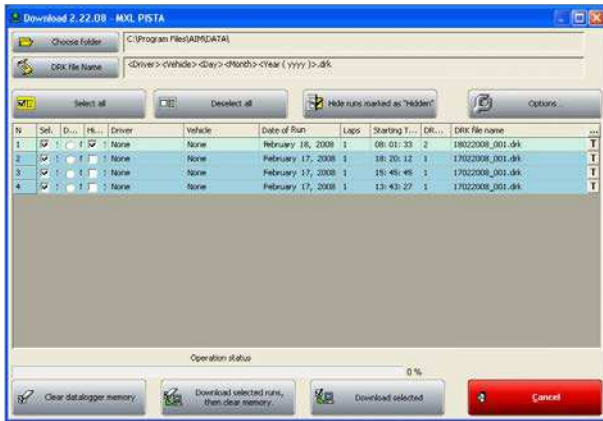 Download 2.22.08 - MXL PISTA
Choose folder C:\Program Files\AIM\DATA\
DRK file Name <Driver><Vehicle><Day><Month><Year ( yyyy )>.drk
Select all Deselect all Hide runs marked as "Hidden" Options...
N Sel. D... Hi... Driver Vehicle Date of Run Laps Starting T... DR... DRK file name ...
1 None None February 18, 2008 1 08: 01: 33 2 18022008_001.drk T
2 None None February 17, 2008 1 18: 20: 12 1 17022008_001.drk T
3 None None February 17, 2008 1 15: 45: 45 1 17022008_001.drk T
4 None None February 17, 2008 1 13: 43: 27 1 17022008_001.drk T
Operation status
0 %
Clear datalogger memory Download selected runs, then clear memory. Download selected Cancel